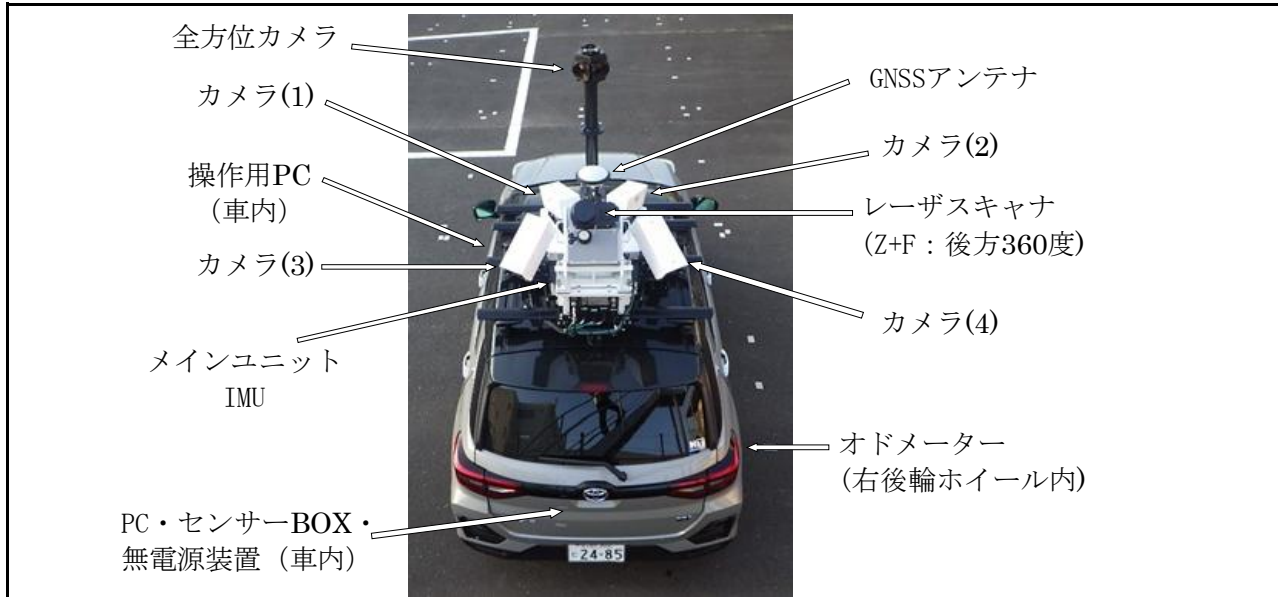 全方位カメラ
カメラ(1)
操作用PC
(車内)
カメラ(3)
メインユニット
IMU
PC・センサーBOX・
無電源装置（車内）
GNSSアンテナ
カメラ(2)
レーザスキャナ
(Z+F：後方360度)
カメラ(4)
オドメーター
(右後輪ホイール内)
24-85